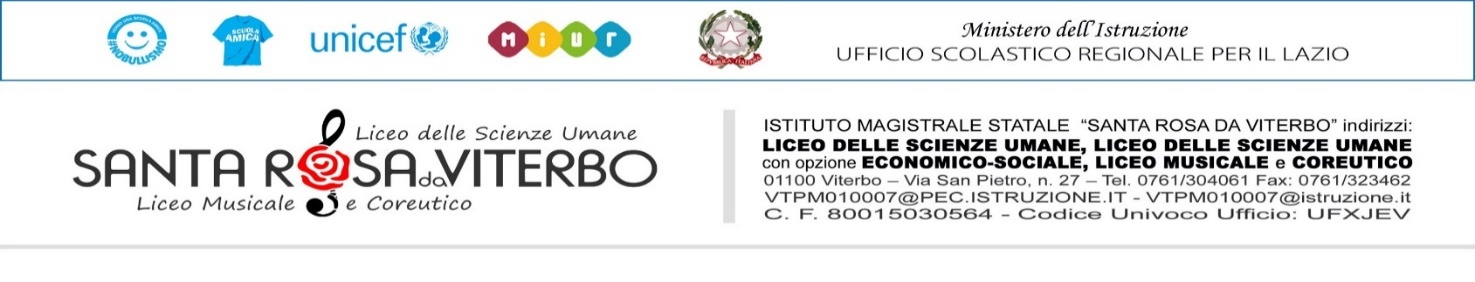 #NOBULLISMO
SCUOLA
AMICA
unicef
miur
Ministero dell'Istruzione
UFFICIO SCOLASTICO REGIONALE PER IL LAZIO
Liceo delle Scienze Umane
SANTA ROSA da VITERBO
Liceo Musicale e Coreutico
ISTITUTO MAGISTRALE STATALE “SANTA ROSA DA VITERBO” indirizzi:
LICEO DELLE SCIENZE UMANE, LICEO DELLE SCIENZE UMANE
con opzione ECONOMICO-SOCIALE, LICEO MUSICALE e COREUTICO
01100 Viterbo – Via San Pietro, n. 27 – Tel. 0761/304061 Fax: 0761/323462
VTPM010007@PEC.ISTRUZIONE.IT - VTPM010007@istruzione.it
C. F. 80015030564 - Codice Univoco Ufficio: UFXJEV